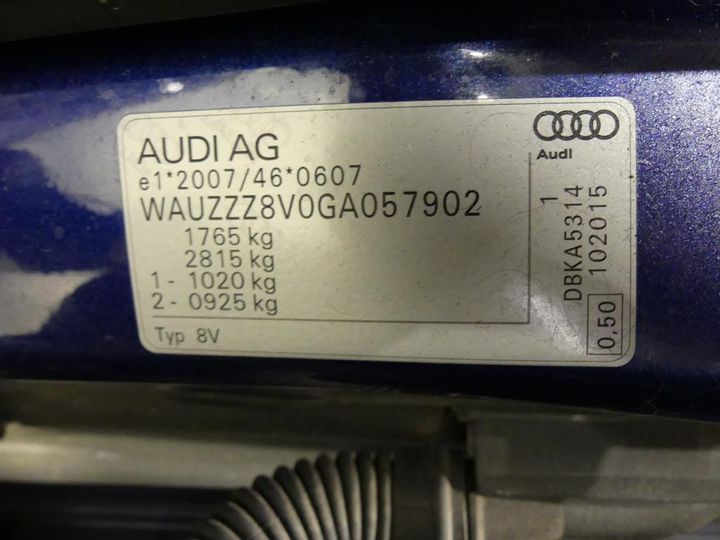 AUDI AG
e1*2007/46*0607
WAUZZZ8V0GA057902
1765 kg
2815 kg
1 - 1020 kg
2 - 0925 kg
Typ 8V
Audi
1
DBKA5314
102015
0,50